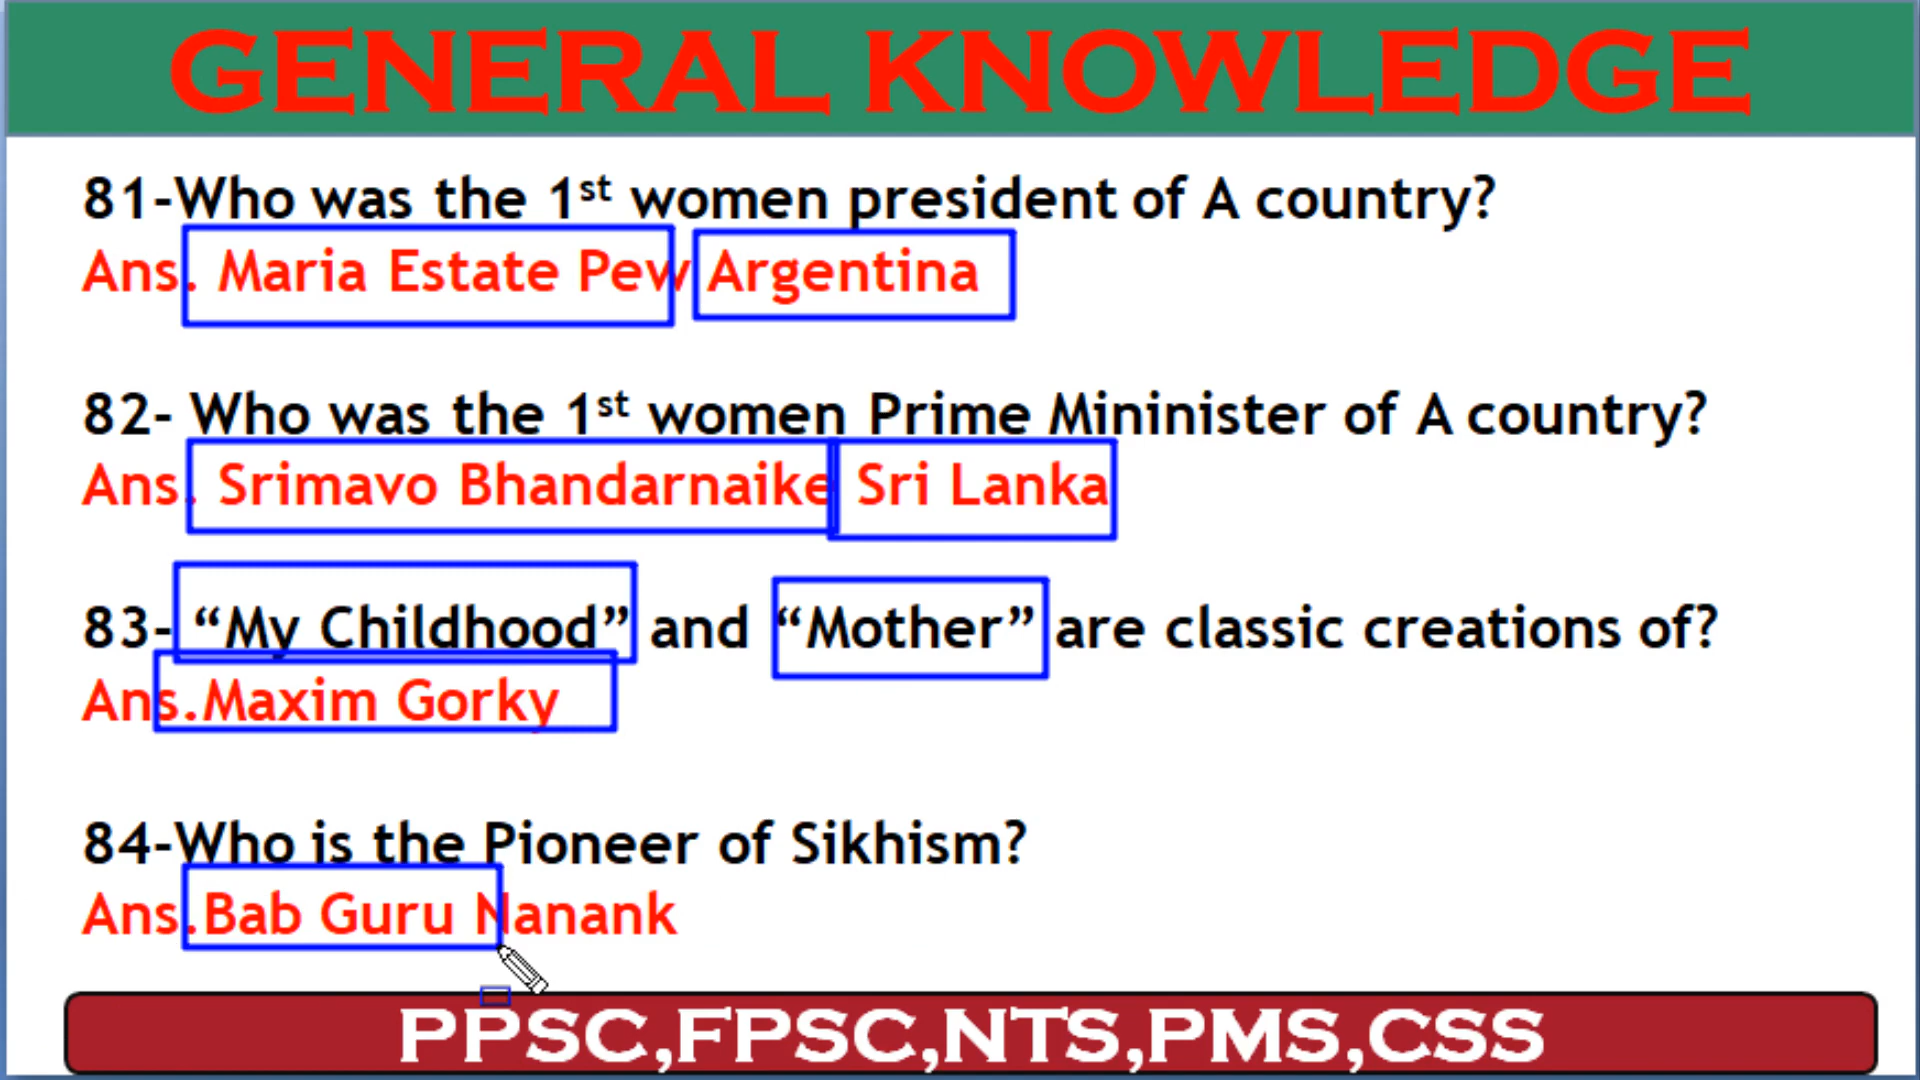 GENERAL KNOWLEDGE
81-Who was the 1st women president of A country?
Ans. Maria Estate Pew Argentina
82- Who was the 1st women Prime Mininister of A country?
Ans. Srimavo Bhandarnaike Sri Lanka
83- “My Childhood” and “Mother” are classic creations of?
Ans.Maxim Gorky
84-Who is the Pioneer of Sikhism?
Ans.Bab Guru Nanank
PPSC,FPSC,NTS,PMS,CSS